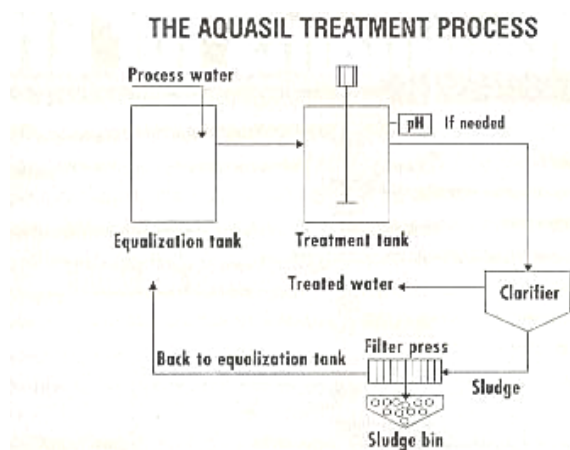 THE AQUASIL TREATMENT PROCESS
Process water
pH If needed
Equalization tank
Treatment tank
Treated water
Clarifier
Back to equalization tank
Filter press
Sludge
Sludge bin